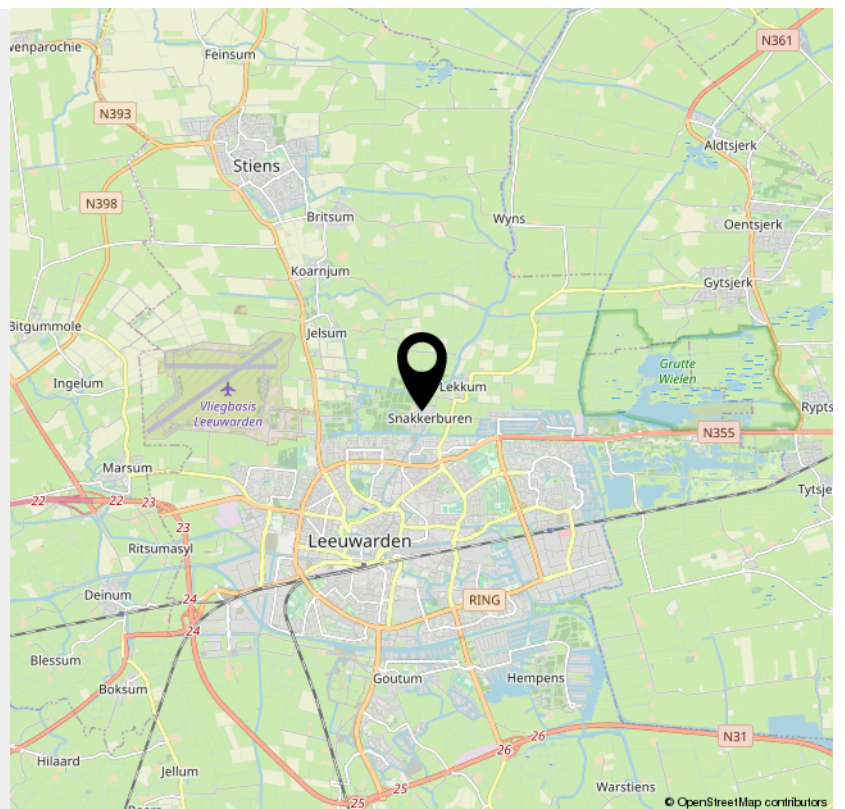 venparochie
Feinsum
N361
N393
Aldtsjerk
Stiens
N398
Britsum
Wyns
Oentsjerk
Koarnjum
Gytsjerk
Bitgummole
Jelsum
Grutte
Wielen
Ingelum
Lekkum
Vliegbasis
Leeuwarden
Snakkerburen
Rypts
N355
Marsum
22
22
23
Tytsje
23
Ritsumasyl
Leeuwarden
Deinum
24
RING
24
Blessum
Goutum
Hempens
Boksum
N31
26
26
Hilaard
Jellum
Warstiens
25
25
© OpenStreetMap contributors